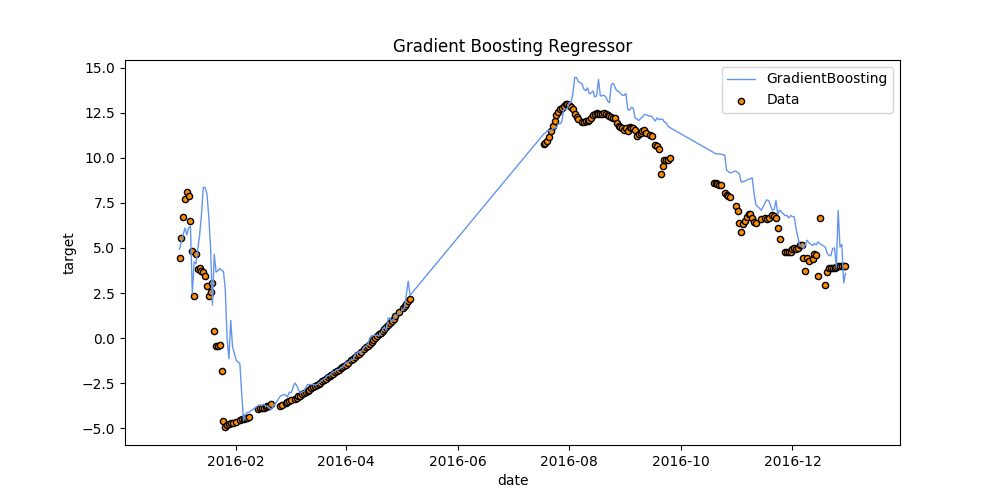 Gradient Boosting Regressor
GradientBoosting
Data
target
15.0
12.5
10.0
7.5
5.0
2.5
0.0
−2.5
−5.0
2016-02 2016-04 2016-06 2016-08 2016-10 2016-12
date